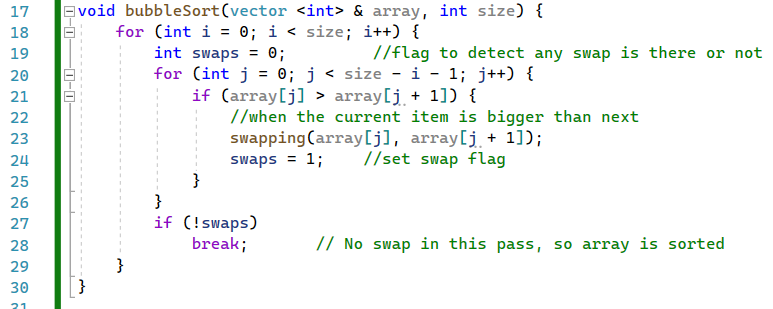 17 void bubbleSort(vector <int> & array, int size) {
18     for (int i = 0; i < size; i++) {
19         int swaps = 0;         //flag to detect any swap is there or not
20         for (int j = 0; j < size - i - 1; j++) {
21             if (array[j] > array[j + 1]) {
22                 //when the current item is bigger than next
23                 swapping(array[j], array[j + 1]);
24                 swaps = 1;    //set swap flag
25             }
26         }
27         if (!swaps)
28             break;       // No swap in this pass, so array is sorted
29     }
30 }
31